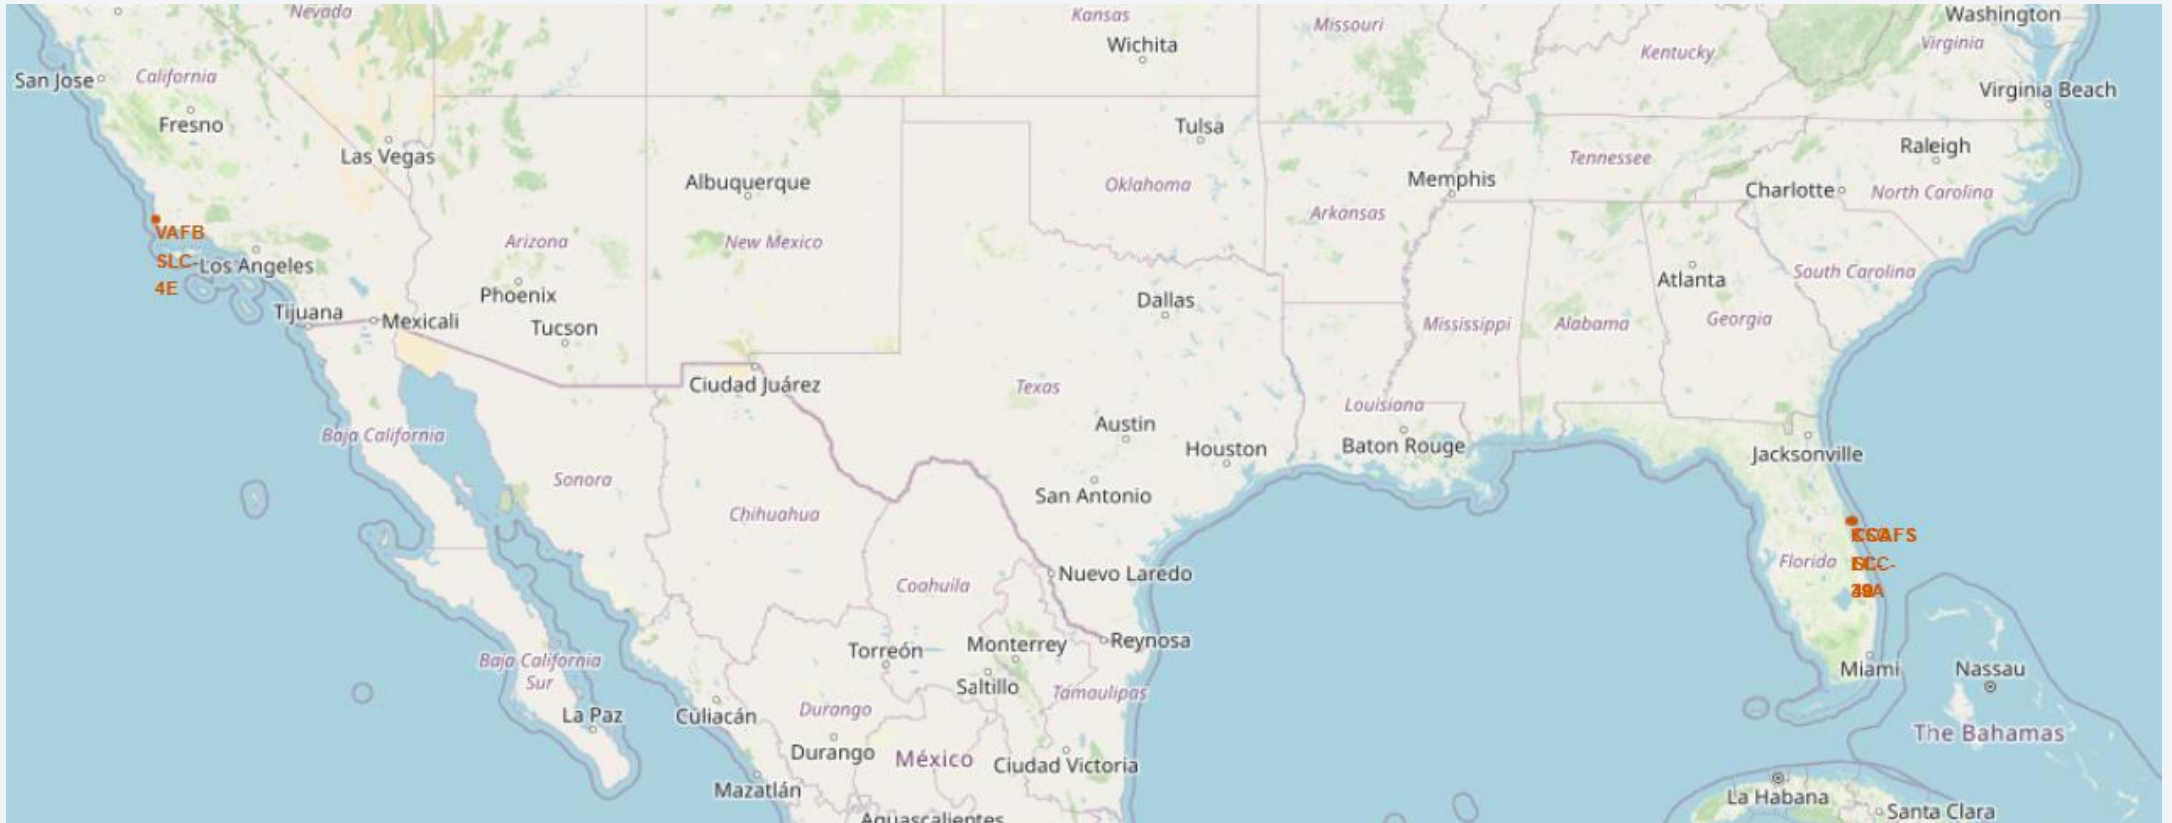 Nevada
Kansas
Missouri
Washington
Wichita
Kentucky
Virginia
San Jose
California
Virginia Beach
Fresno
Tulsa
Las Vegas
Tennessee
Raleigh
Albuquerque
Oklahoma
Memphis
Charlotte
North Carolina
Arkansas
VAFB
SLC-
4E
Arizona
New Mexico
Los Angeles
South Carolina
Atlanta
Phoenix
Dallas
Tijuana
Mexicali
Tucson
Mississippi
Alabama
Georgia
Ciudad Juárez
Texas
Louisiana
Baja California
Austin
Houston
Baton Rouge
Jacksonville
Sonora
San Antonio
Chihuahua
Florida
Nuevo Laredo
Coahuila
Reynosa
Monterrey
Torreón
Baja California
Sur
Saltillo
Tamaulipas
Miami
Nassau
La Paz
Culiacán
Durango
The Bahamas
Durango
México
Ciudad Victoria
Mazatlán
La Habana
Santa Clara
Aguascalientes